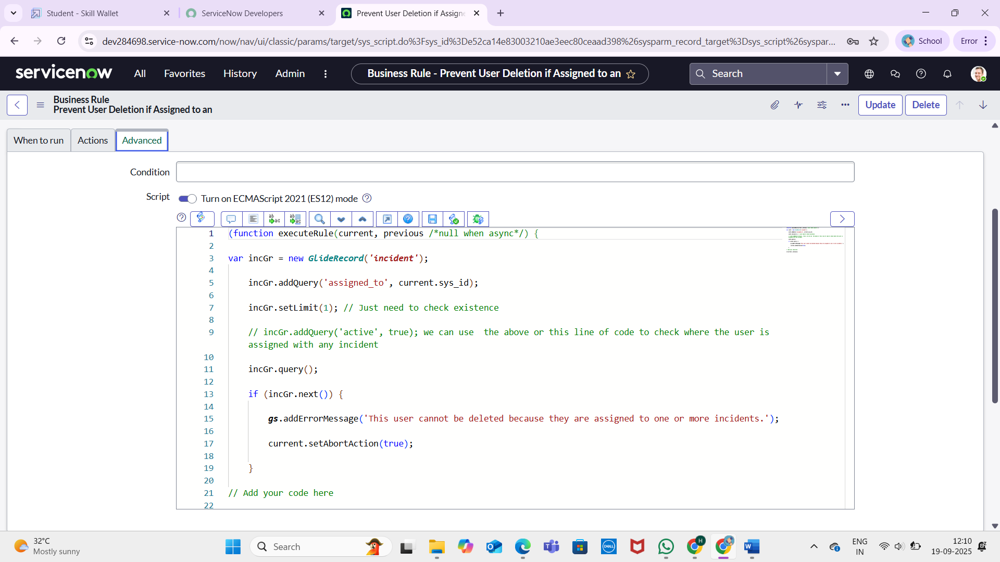 Student - Skill Wallet
ServiceNow Developers
Prevent User Deletion if Assigne
dev284698.service-now.com/now/nav/ui/classic/params/target/sys_script.do%3Fsys_id%3De52ca14e83003210ae3eec80ceaad398%26sysparm_record_target%3Dsys_script%26syspar...
School
Error
servicenow
All
Favorites
History
Admin
Business Rule - Prevent User Deletion if Assigned to an
Search
Business Rule
Prevent User Deletion if Assigned to an
Update
Delete
When to run
Actions
Advanced
Condition
Script
Turn on ECMAScript 2021 (ES12) mode
1 (function executeRule(current, previous /*null when async*/) {
2
3 var incGr = new GlideRecord('incident');
4
5 incGr.addQuery('assigned_to', current.sys_id);
6
7 incGr.setLimit(1); // Just need to check existence
8
9 // incGr.addQuery('active', true); we can use  the above or this line of code to check where the user is
assigned with any incident
10
11 incGr.query();
12
13 if (incGr.next()) {
14
15 gs.addErrorMessage('This user cannot be deleted because they are assigned to one or more incidents.');
16
17 current.setAbortAction(true);
18
19 }
20
21 // Add your code here
22
32°C
Mostly sunny
Search
ENG
IN
12:10
19-09-2025